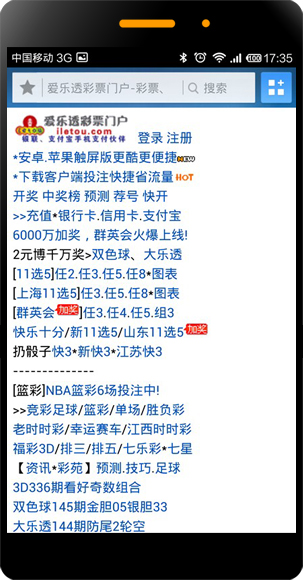 中国移动 3G 17:35
爱乐透彩票门户-彩票、 搜索
爱乐透彩票门户
iletou.com
银联、支付宝手机支付伙伴
登录 注册
*安卓.苹果触屏版更酷更便捷NEW
*下载客户端投注快捷省流量 HOT
开奖 中奖榜 预测 荐号 快开
>>充值*银行卡.信用卡.支付宝
6000万加奖，群英会火爆上线!
2元博千万奖>双色球、大乐透
[11选5]任2.任3.任5.任8*图表
[上海11选5]任3.任5.任8*图表
[群英会加奖]任3.任4.任5.组3
快乐十分/新11选5/山东11选5加奖
扔骰子快3*新快3*江苏快3
--------------
[篮彩]NBA篮彩6场投注中!
>>竞彩足球/篮彩/单场/胜负彩
老时时彩/幸运赛车/江西时时彩
福彩3D/排三/排五/七乐彩*七星
【资讯*彩苑】预测.技巧.足球
3D336期看好奇数组合
双色球145期金胆05银胆33
大乐透144期防尾2轮空